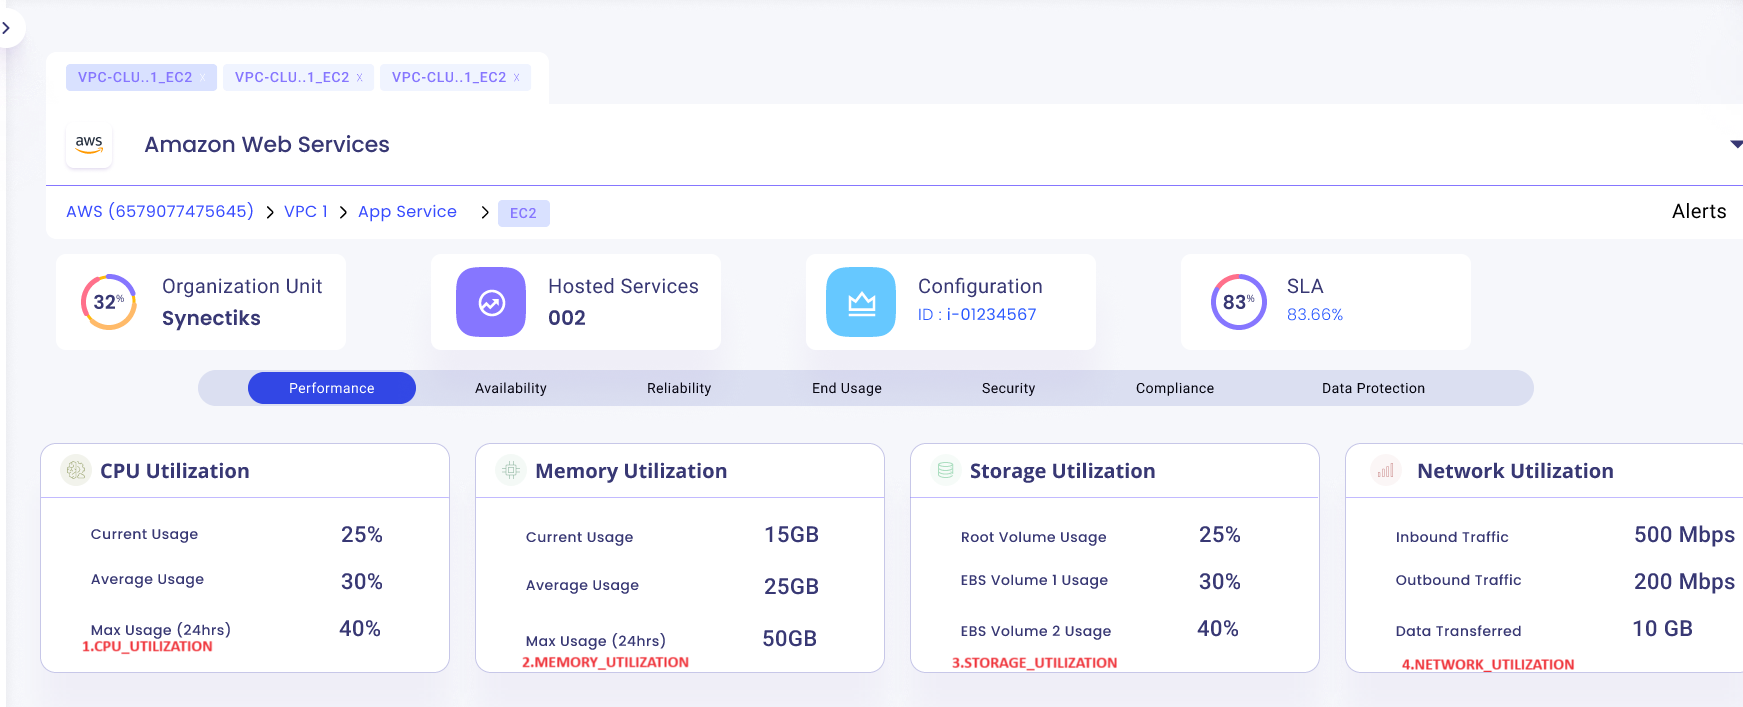 VPC-CLU..1_EC2 x VPC-CLU..1_EC2 x VPC-CLU..1_EC2 x
aws Amazon Web Services
AWS (6579077475645) > VPC 1 > App Service > EC2 Alerts
32% Organization Unit
Synectiks
Hosted Services
002
Configuration
ID : i-01234567
83% SLA
83.66%
Performance Availability Reliability End Usage Security Compliance Data Protection
CPU Utilization
Current Usage 25%
Average Usage 30%
Max Usage (24hrs) 40%
1.CPU_UTILIZATION
Memory Utilization
Current Usage 15GB
Average Usage 25GB
Max Usage (24hrs) 50GB
2.MEMORY_UTILIZATION
Storage Utilization
Root Volume Usage 25%
EBS Volume 1 Usage 30%
EBS Volume 2 Usage 40%
3.STORAGE_UTILIZATION
Network Utilization
Inbound Traffic 500 Mbps
Outbound Traffic 200 Mbps
Data Transferred 10 GB
4.NETWORK_UTILIZATION